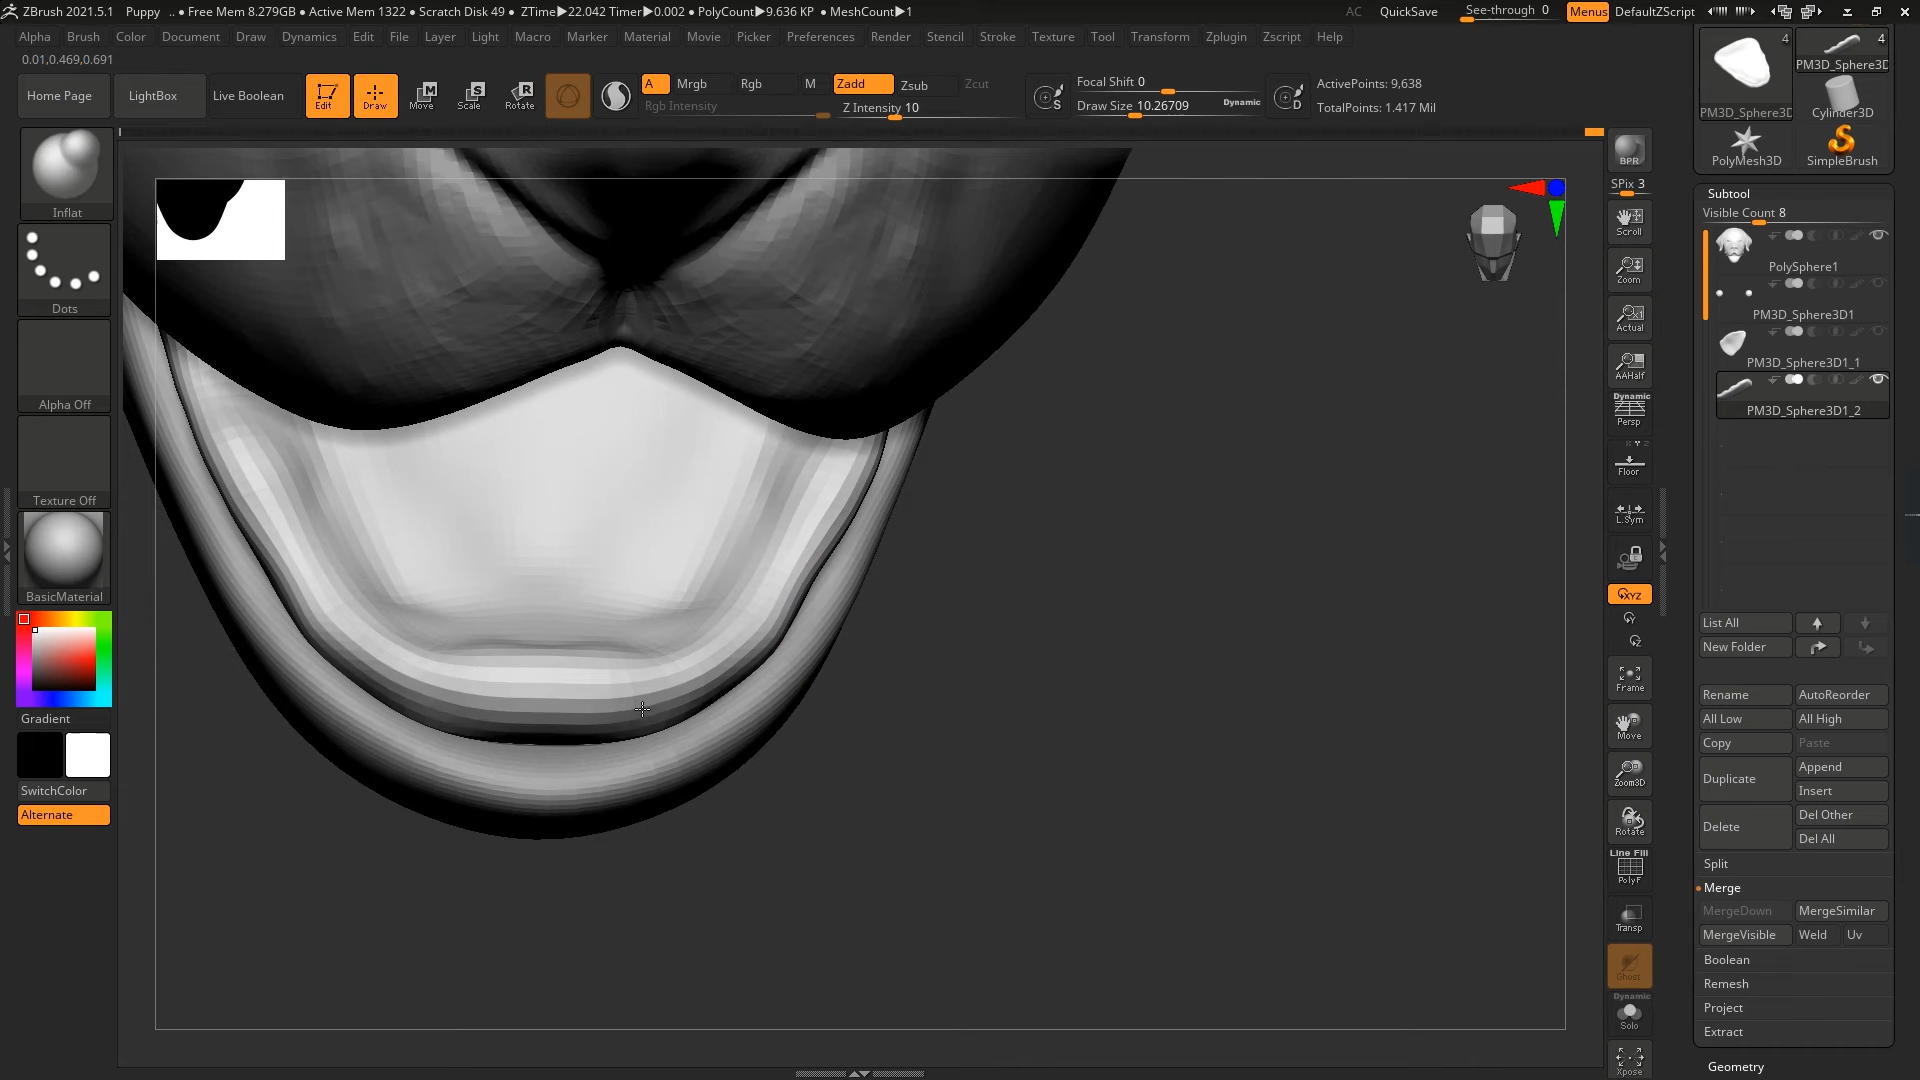 ZBrush 2021.5.1 Puppy .. • Free Mem 8.279GB • Active Mem 1322 • Scratch Disk 49 • ZTime▶22.042 Timer▶0.002 • PolyCount▶9.636 KP • MeshCount▶1 AC QuickSave See-through 0 Menus DefaultZScript
Alpha Brush Color Document Draw Dynamics Edit File Layer Light Macro Marker Material Movie Picker Preferences Render Stencil Stroke Texture Tool Transform Zplugin Zscript Help
0.01,0.469,0.691
Home Page LightBox Live Boolean Edit Draw Move Scale Rotate A Mrgb Rgb M Zadd Zsub Zcut
Rgb Intensity Z Intensity 10
S Focal Shift 0
Draw Size 10.26709 Dynamic D
ActivePoints: 9,638
TotalPoints: 1.417 Mil
Inflat
Dots
Alpha Off
Texture Off
BasicMaterial
Gradient
SwitchColor
Alternate
BPR
SPix 3
Scroll
Zoom
Actual
AAHalf
Dynamic
Persp
Floor
L.Sym
XYZ
Y
Z
Frame
Move
Zoom3D
Rotate
Line Fill
PolyF
Transp
Ghost
Dynamic
Solo
Xpose
4 4
PM3D_Sphere3D PM3D_Sphere3D
Cylinder3D
PolyMesh3D SimpleBrush
Subtool
Visible Count 8
PolySphere1
PM3D_Sphere3D1
PM3D_Sphere3D1_1
PM3D_Sphere3D1_2
List All
New Folder
Rename AutoReorder
All Low All High
Copy Paste
Duplicate Append
Insert
Delete Del Other
Del All
Split
Merge
MergeDown MergeSimilar
MergeVisible Weld Uv
Boolean
Remesh
Project
Extract
Geometry